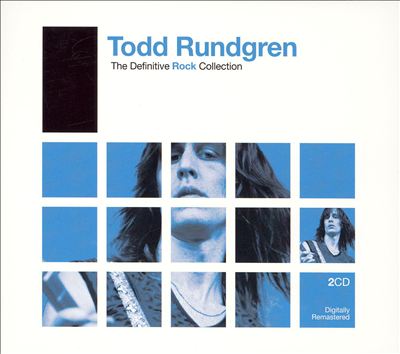 Todd Rundgren
The Definitive Rock Collection
2CD
Digitally
Remastered